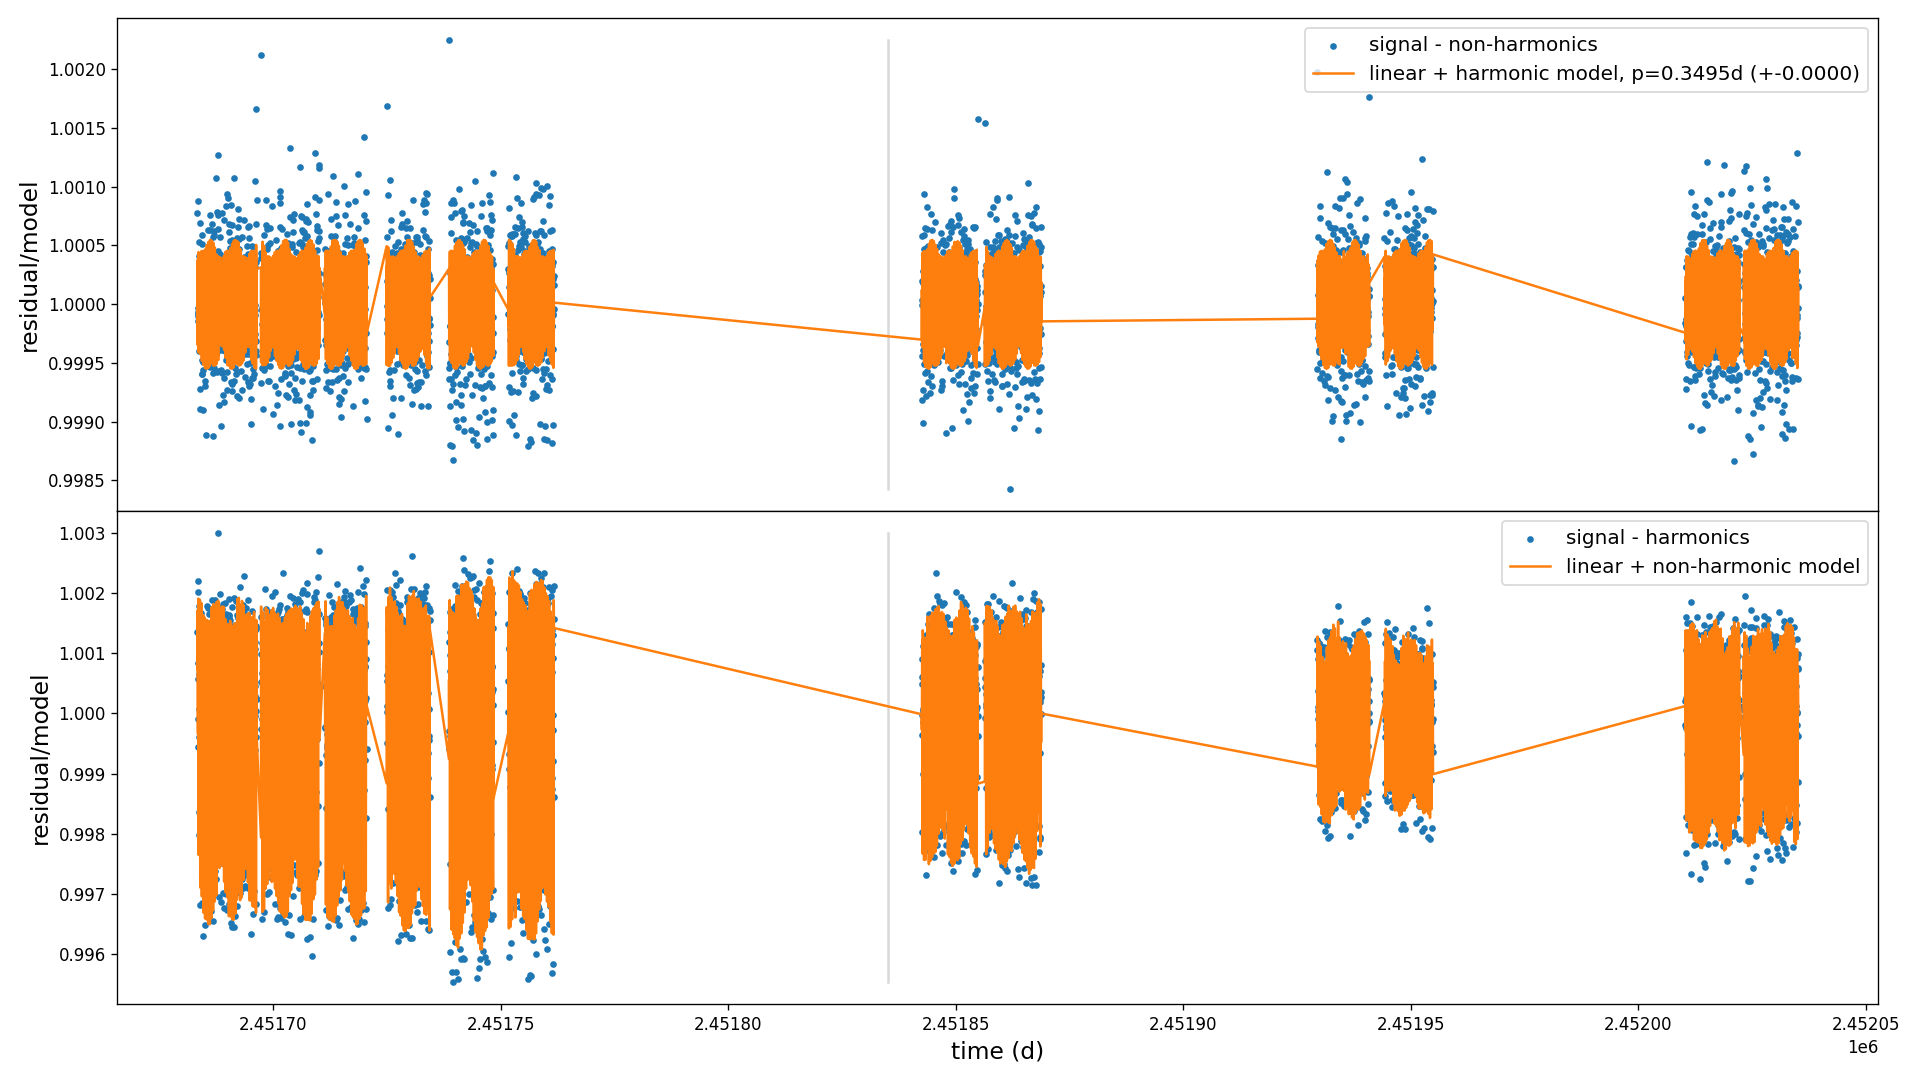 residual/model
1.0020
1.0015
1.0010
1.0005
1.0000
0.9995
0.9990
0.9985
signal - non-harmonics
linear + harmonic model, p=0.3495d (+-0.0000)
residual/model
1.003
1.002
1.001
1.000
0.999
0.998
0.997
0.996
signal - harmonics
linear + non-harmonic model
2.45170 2.45175 2.45180 2.45185 2.45190 2.45195 2.45200 2.45205
1e6
time (d)